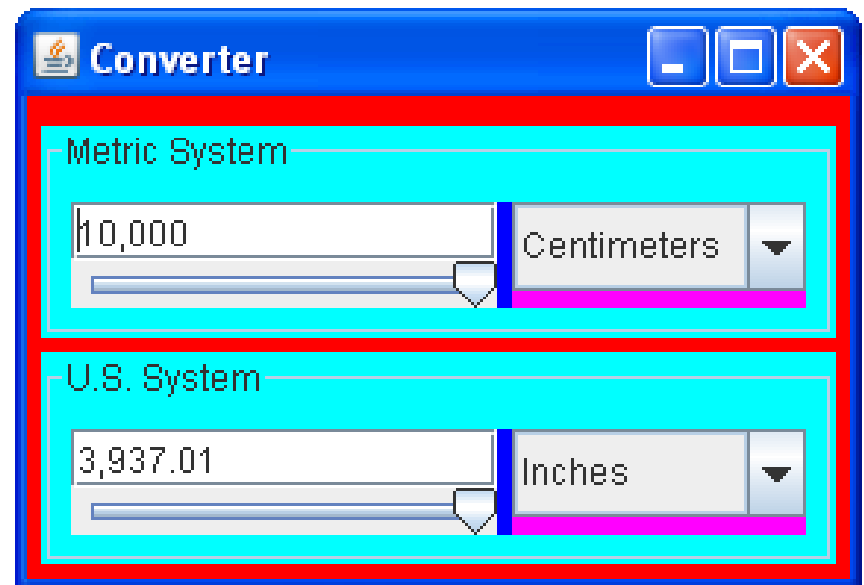 Converter
Metric System
10,000
Centimeters
U.S. System
3,937.01
Inches